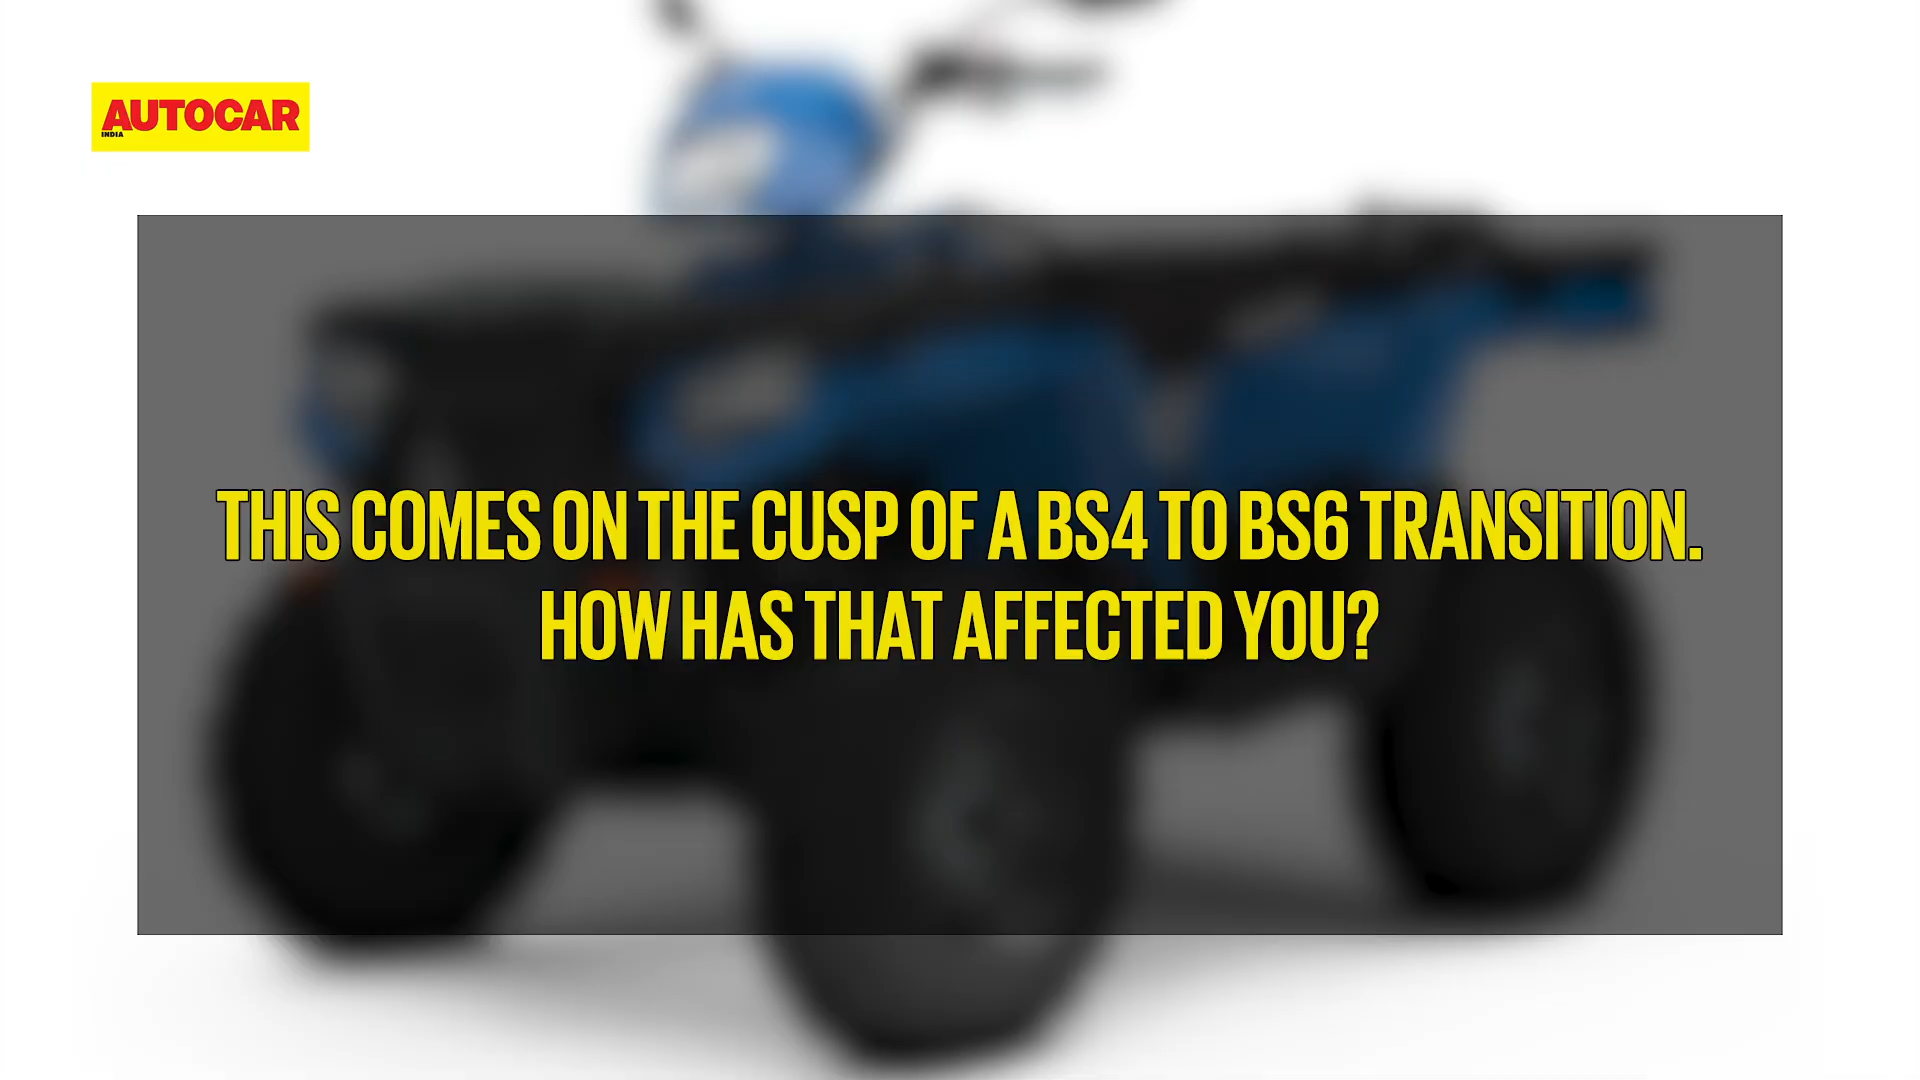 AUTOCAR
INDIA
THIS COMES ON THE CUSP OF A BS4 TO BS6 TRANSITION.
HOW HAS THAT AFFECTED YOU?